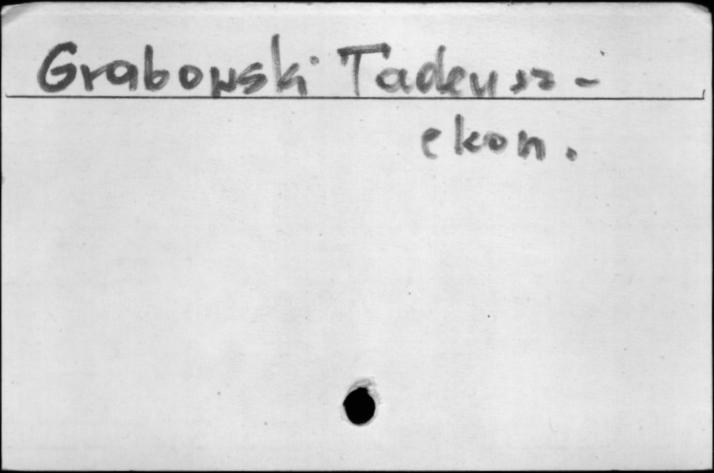 Grabowski Tadeusz -
ekon.